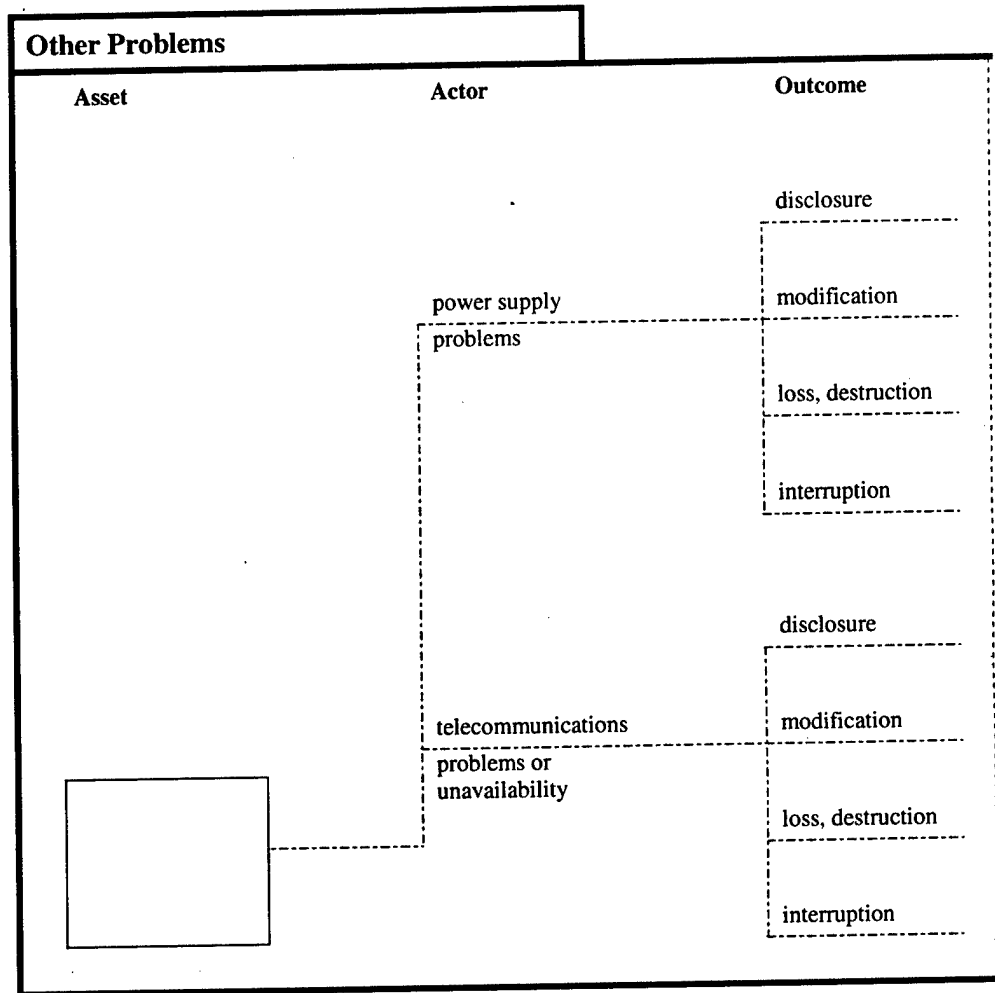 Other Problems
Asset Actor Outcome
disclosure
power supply
problems
modification
loss, destruction
interruption
disclosure
telecommunications
problems or
unavailability
modification
loss, destruction
interruption